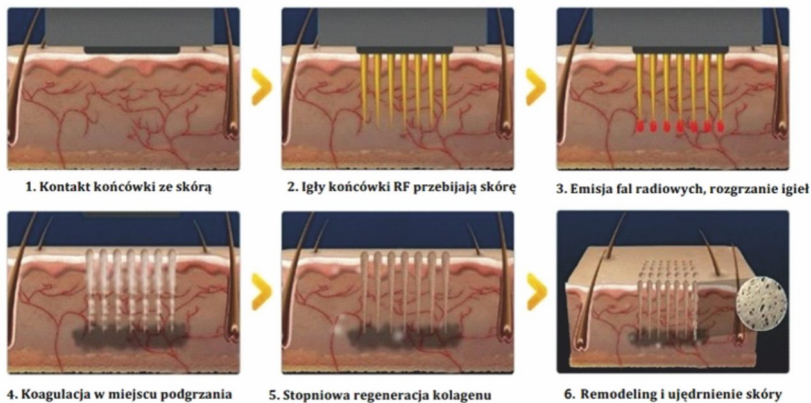 1. Kontakt końcówki ze skórą
2. Igły końcówki RF przebijają skórę
3. Emisja fal radiowych, rozgrzanie igieł
4. Koagulacja w miejscu podgrzania
5. Stopniowa regeneracja kolagenu
6. Remodeling i ujędrnienie skóry